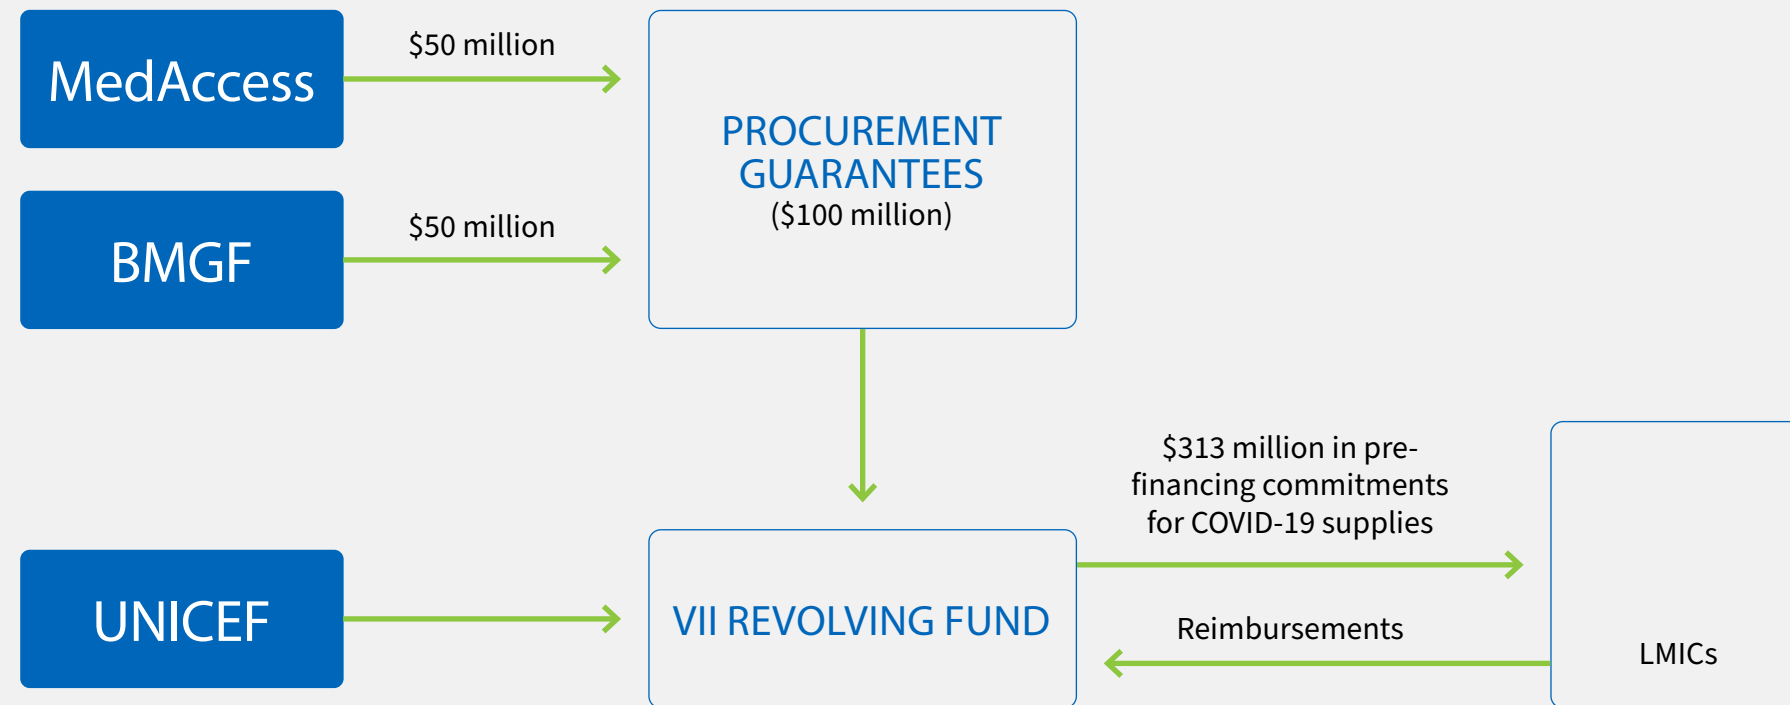 MedAccess
$50 million
PROCUREMENT
GUARANTEES
($100 million)
BMGF
$50 million
$313 million in pre-
financing commitments
for COVID-19 supplies
UNICEF
VII REVOLVING FUND
Reimbursements
LMICs